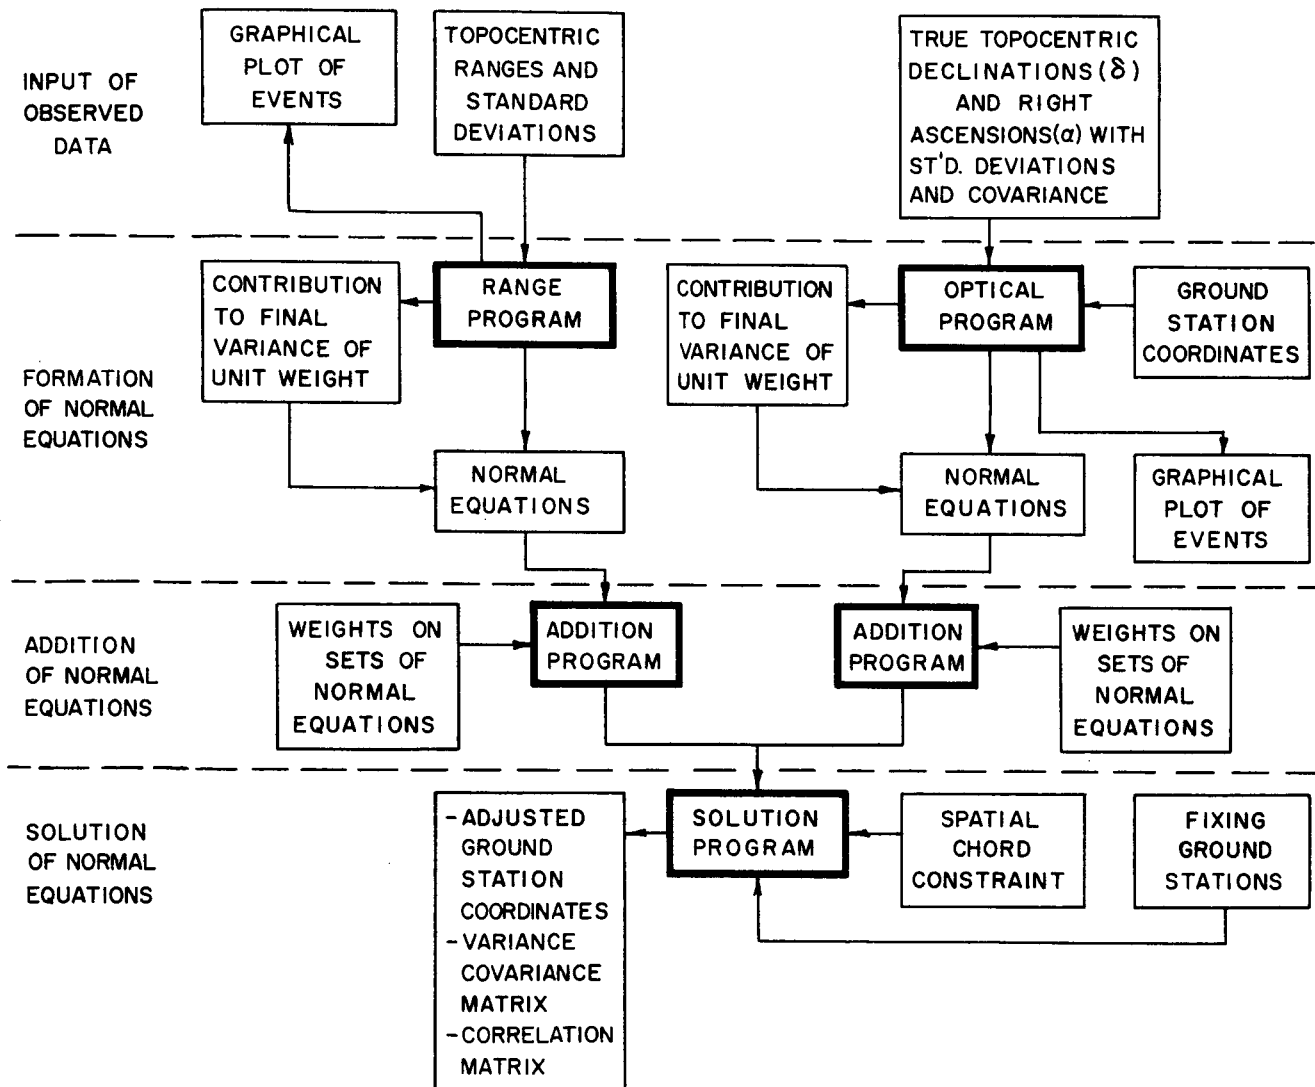 INPUT OF
OBSERVED
DATA
GRAPHICAL
PLOT OF
EVENTS
TOPOCENTRIC
RANGES AND
STANDARD
DEVIATIONS
TRUE TOPOCENTRIC
DECLINATIONS (δ)
AND RIGHT
ASCENSIONS(α) WITH
ST'D. DEVIATIONS
AND COVARIANCE
FORMATION
OF NORMAL
EQUATIONS
CONTRIBUTION
TO FINAL
VARIANCE OF
UNIT WEIGHT
RANGE
PROGRAM
CONTRIBUTION
TO FINAL
VARIANCE OF
UNIT WEIGHT
OPTICAL
PROGRAM
GROUND
STATION
COORDINATES
NORMAL
EQUATIONS
NORMAL
EQUATIONS
GRAPHICAL
PLOT OF
EVENTS
ADDITION
OF NORMAL
EQUATIONS
WEIGHTS ON
SETS OF
NORMAL
EQUATIONS
ADDITION
PROGRAM
ADDITION
PROGRAM
WEIGHTS ON
SETS OF
NORMAL
EQUATIONS
SOLUTION
OF NORMAL
EQUATIONS
-ADJUSTED
GROUND
STATION
COORDINATES
-VARIANCE
COVARIANCE
MATRIX
-CORRELATION
MATRIX
SOLUTION
PROGRAM
SPATIAL
CHORD
CONSTRAINT
FIXING
GROUND
STATIONS